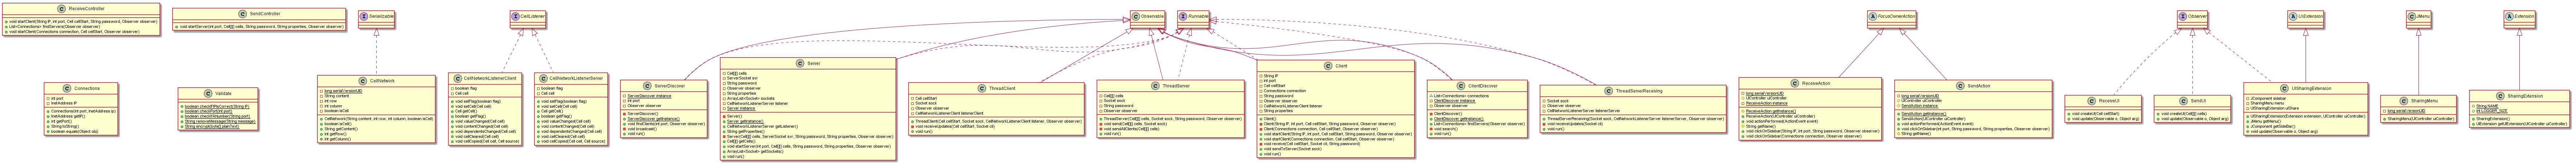 ReceiveController
void startClient(String IP, int port, Cell cellStart, String password, Observer observer)
List<Connections> findServers(Observer observer)
void startClient(Connections connection, Cell cellStart, Observer observer)
SendController
void startServer(int port, Cell[][] cells, String password, String properties, Observer observer)
Serializable
CellListener
Observable
Runnable
FocusOwnerAction
Observer
UIExtension
JMenu
Extension
Connections
int port
InetAddress IP
Connections(int port, InetAddress ip)
InetAddress getIP()
int getPort()
String toString()
boolean equals(Object obj)
Validate
boolean checkIfIPisCorrect(String IP)
boolean checkIfPort(int port)
boolean checkIfANumber(String port)
CellNetwork
long serialVersionUID
String content
int row
int column
boolean isCell
CellNetwork(String content, int row, int column, boolean isCell)
boolean isCell()
String getContent()
int getRow()
int getColumn()
CellNetworkListenerClient
boolean flag
Cell cell
void setFlag(boolean flag)
void setCell(Cell cell)
Cell getCell()
boolean getFlag()
void valueChanged(Cell cell)
void contentChanged(Cell cell)
void dependentsChanged(Cell cell)
void cellCleared(Cell cell)
void cellCopied(Cell cell, Cell source)
CellNetworkListenerServer
boolean flag
Cell cell
void setFlag(boolean flag)
void setCell(Cell cell)
Cell getCell()
boolean getFlag()
void valueChanged(Cell cell)
void contentChanged(Cell cell)
void dependentsChanged(Cell cell)
void cellCleared(Cell cell)
void cellCopied(Cell cell, Cell source)
ServerDiscover
ServerDiscover instance
int port
Observer observer
ServerDiscover()
ServerDiscover getInstance()
void findClients(int port, Observer observer)
void broadcast()
void run()
Server
Cell[][] cells
ServerSocket svr
String password
Observer observer
String properties
ArrayList<Socket> sockets
CellNetworkListenerServer listener
Server instance
Server()
Server getInstance()
CellNetworkListenerServer getListener()
String getProperties()
Server(Cell[][] cells, ServerSocket svr, String password, String properties, Observer observer)
Cell[][] getCells()
void startServer(int port, Cell[][] cells, String password, String properties, Observer observer)
ArrayList<Socket> getSockets()
void run()
ThreadClient
Cell cellStart
Socket sock
Observer observer
CellNetworkListenerClient listenerClient
ThreadClient(Cell cellStart, Socket sock, CellNetworkListenerClient listenerClient, Observer observer)
void receiveUpdate(Cell cellStart, Socket cli)
void run()
ThreadServer
Cell[][] cells
Socket sock
String password
Observer observer
ThreadServer(Cell[][] cells, Socket sock, String password, Observer observer)
void send(Cell[][] cells, Socket sock)
void sendAllClients(Cell[][] cells)
void run()
Client
String IP
int port
Cell cellStart
Connections connection
String password
Observer observer
CellNetworkListenerClient listener
String properties
Client()
Client(String IP, int port, Cell cellStart, String password, Observer observer)
Client(Connections connection, Cell cellStart, Observer observer)
void startClient(String IP, int port, Cell cellStart, String password, Observer observer)
void startClient(Connections connection, Cell cellStart, Observer observer)
void receive(Cell cellStart, Socket cli, String password)
void sendToServer(Socket sock)
void run()
ClientDiscover
List<Connections> connections
ClientDiscover instance
Observer observer
ClientDiscover()
ClientDiscover getInstance()
List<Connections> findServers(Observer observer)
void search()
void run()
ThreadServerReceiving
Socket sock
Observer observer
CellNetworkListenerServer listenerServer
ThreadServerReceiving(Socket sock, CellNetworkListenerServer listenerServer, Observer observer)
void receiveUpdates(Socket cli)
void run()
ReceiveAction
long serialVersionUID
UIController uiController
ReceiveAction instance
ReceiveAction getInstance()
ReceiveAction(UIController uiController)
void actionPerformed(ActionEvent event)
String getName()
void clickOnSidebar(String IP, int port, String password, Observer observer)
void clickOnSidebar(Connections connection, Observer observer)
SendAction
long serialVersionUID
UIController uiController
SendAction instance
SendAction getInstance()
SendAction(UIController uiController)
void actionPerformed(ActionEvent event)
void clickOnSidebar(int port, String password, String properties, Observer observer)
String getName()
ReceiveUI
void createUI(Cell cellStart)
void update(Observable o, Object arg)
SendUI
void createUI(Cell[][] cells)
void update(Observable o, Object arg)
UISharingExtension
JComponent sidebar
SharingMenu menu
UISharingExtension uiShare
UISharingExtension(Extension extension, UIController uiController)
JMenu getMenu()
JComponent getSideBar()
void update(Observable o, Object arg)
SharingMenu
long serialVersionUID
SharingMenu(UIController uiController)
SharingExtension
String NAME
SharingExtension()
UIExtension getUIExtension(UIController uiController)